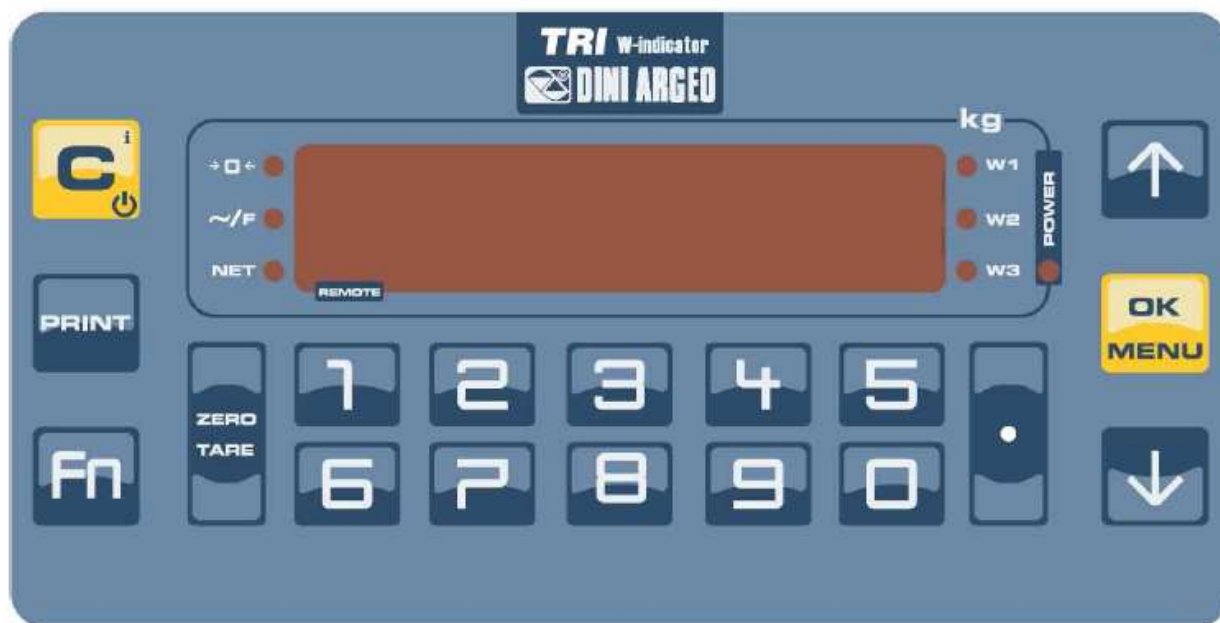 TRI W-indicator
DINI ARGEO
kg
C i
→0← W1
~/F W2
NET W3
POWER
REMOTE
PRINT
OK
MENU
ZERO
TARE
1 2 3 4 5 .
6 7 8 9 0
Fn
↑
↓